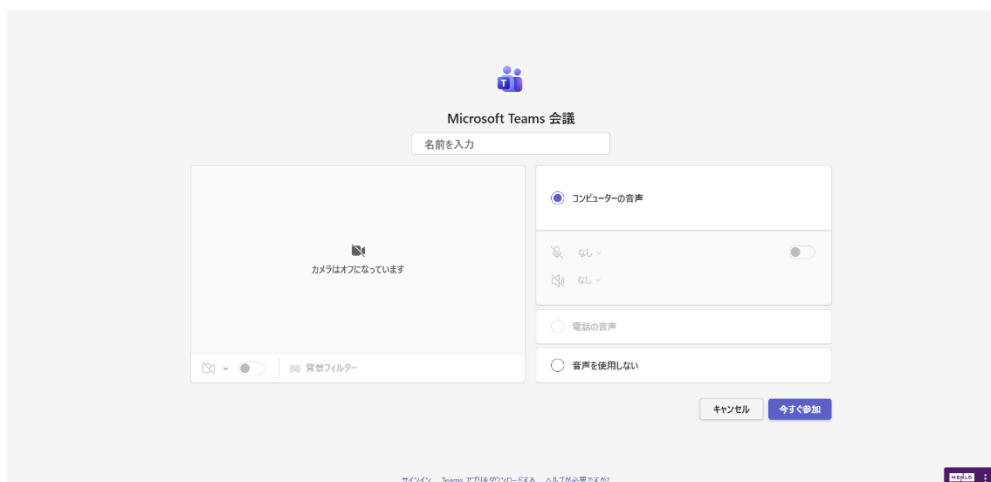 Microsoft Teams 会議
名前を入力
コンピューターの音声
カメラはオフになっています
なし
なし
電話の音声
背景フィルター
音声を使用しない
キャンセル
今すぐ参加
サインイン Teams アプリをダウンロードする ヘルプが必要ですか?
MENLO